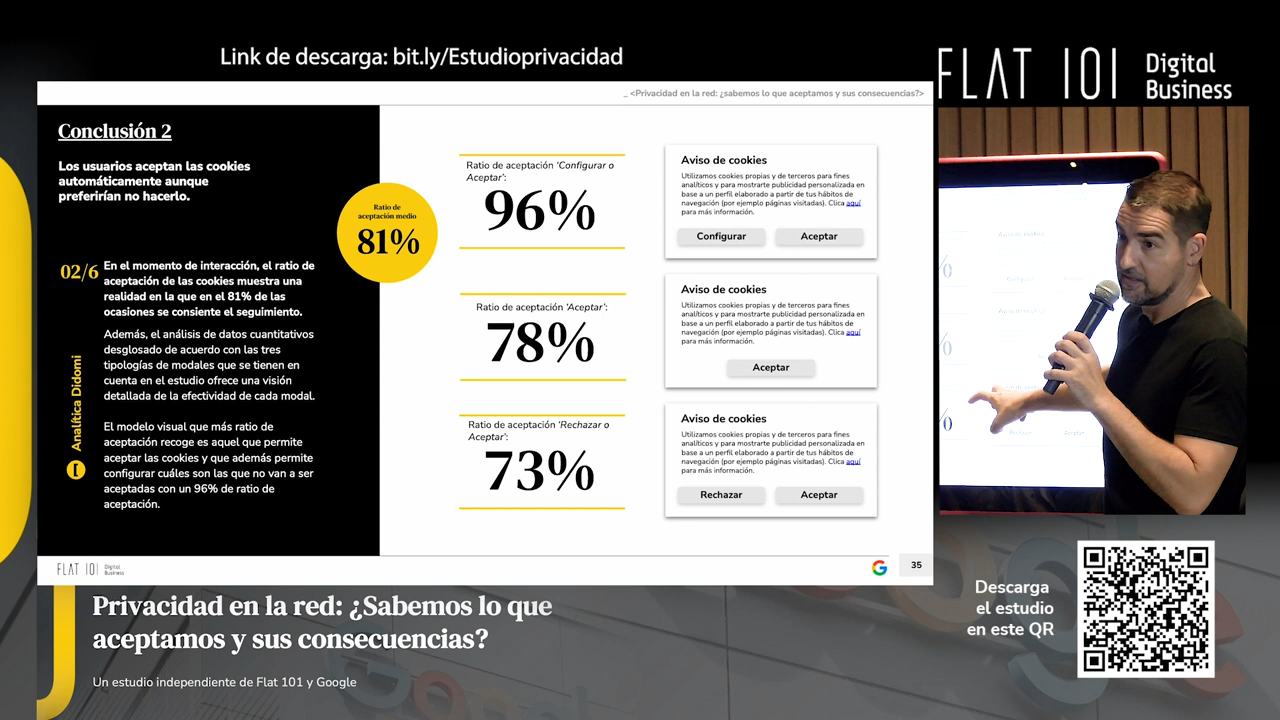 Link de descarga: bit.ly/Estudioprivacidad
FLAT 101 Digital
Business
_ <Privacidad en la red: ¿sabemos lo que aceptamos y sus consecuencias?>
Conclusión 2
Los usuarios aceptan las cookies
automáticamente aunque
preferirían no hacerlo.
Ratio de
aceptación medio
81%
02/6
En el momento de interacción, el ratio de
aceptación de las cookies muestra una
realidad en la que en el 81% de las
ocasiones se consiente el seguimiento.
Además, el análisis de datos cuantitativos
desglosado de acuerdo con las tres
tipologías de modales que se tienen en
cuenta en el estudio ofrece una visión
detallada de la efectividad de cada modal.
El modelo visual que más ratio de
aceptación recoge es aquel que permite
aceptar las cookies y que además permite
configurar cuáles son las que no van a ser
aceptadas con un 96% de ratio de
aceptación.
Analítica Didomi
Ratio de aceptación ‘Configurar o
Aceptar’:
96%
Aviso de cookies
Utilizamos cookies propias y de terceros para fines
analíticos y para mostrarte publicidad personalizada en
base a un perfil elaborado a partir de tus hábitos de
navegación (por ejemplo páginas visitadas). Clica aquí
para más información.
Configurar Aceptar
Ratio de aceptación ‘Aceptar’:
78%
Aviso de cookies
Utilizamos cookies propias y de terceros para fines
analíticos y para mostrarte publicidad personalizada en
base a un perfil elaborado a partir de tus hábitos de
navegación (por ejemplo páginas visitadas). Clica aquí
para más información.
Aceptar
Ratio de aceptación ‘Rechazar o
Aceptar’:
73%
Aviso de cookies
Utilizamos cookies propias y de terceros para fines
analíticos y para mostrarte publicidad personalizada en
base a un perfil elaborado a partir de tus hábitos de
navegación (por ejemplo páginas visitadas). Clica aquí
para más información.
Rechazar Aceptar
FLAT 101 Digital
Business
G
35
Privacidad en la red: ¿Sabemos lo que
aceptamos y sus consecuencias?
Un estudio independiente de Flat 101 y Google
Descarga
el estudio
en este QR